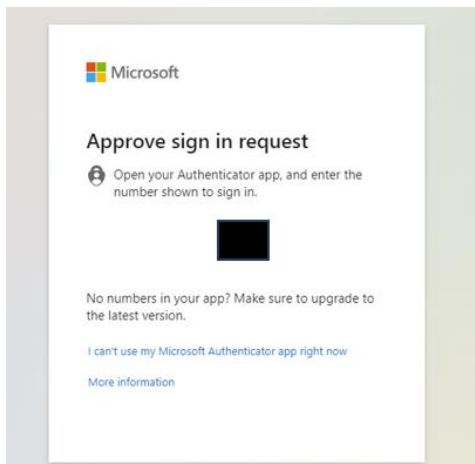 Microsoft
Approve sign in request
Open your Authenticator app, and enter the
number shown to sign in.
No numbers in your app? Make sure to upgrade to
the latest version.
I can't use my Microsoft Authenticator app right now
More information